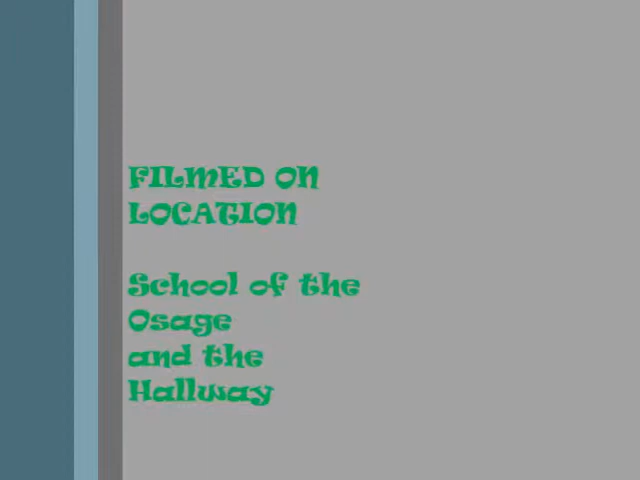 FILMED ON
LOCATION
School of the
Osage
and the
Hallway